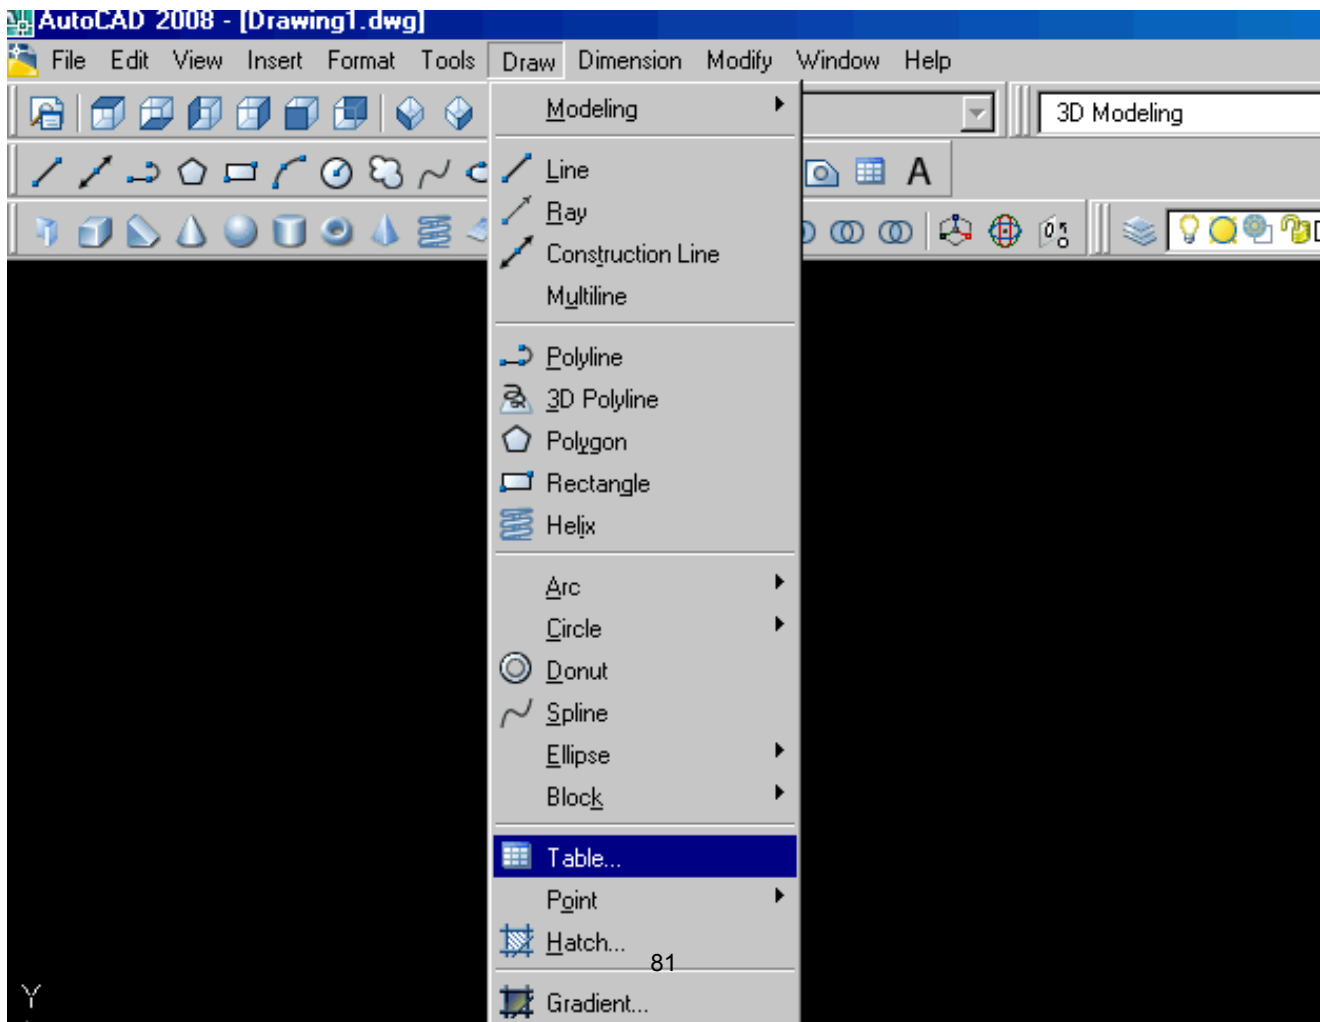 AutoCAD 2008 - [Drawing1.dwg]
File Edit View Insert Format Tools Draw Dimension Modify Window Help
Modeling
3D Modeling
Line
A
Ray
Construction Line
Multiline
Polyline
3D Polyline
Polygon
Rectangle
Helix
Arc
Circle
Donut
Spline
Ellipse
Block
Table...
Point
Hatch...
81
Y
Gradient...